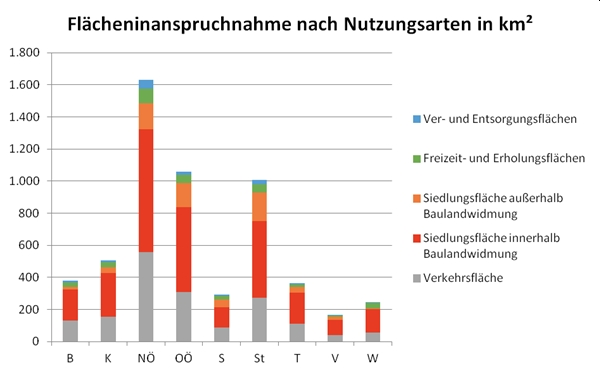 Flächeninanspruchnahme nach Nutzungsarten in km²
1.800
1.600
1.400
1.200
1.000
800
600
400
200
0
B K NÖ OÖ S St T V W
Ver- und Entsorgungsflächen
Freizeit- und Erholungsflächen
Siedlungsfläche außerhalb
Baulandwidmung
Siedlungsfläche innerhalb
Baulandwidmung
Verkehrsfläche